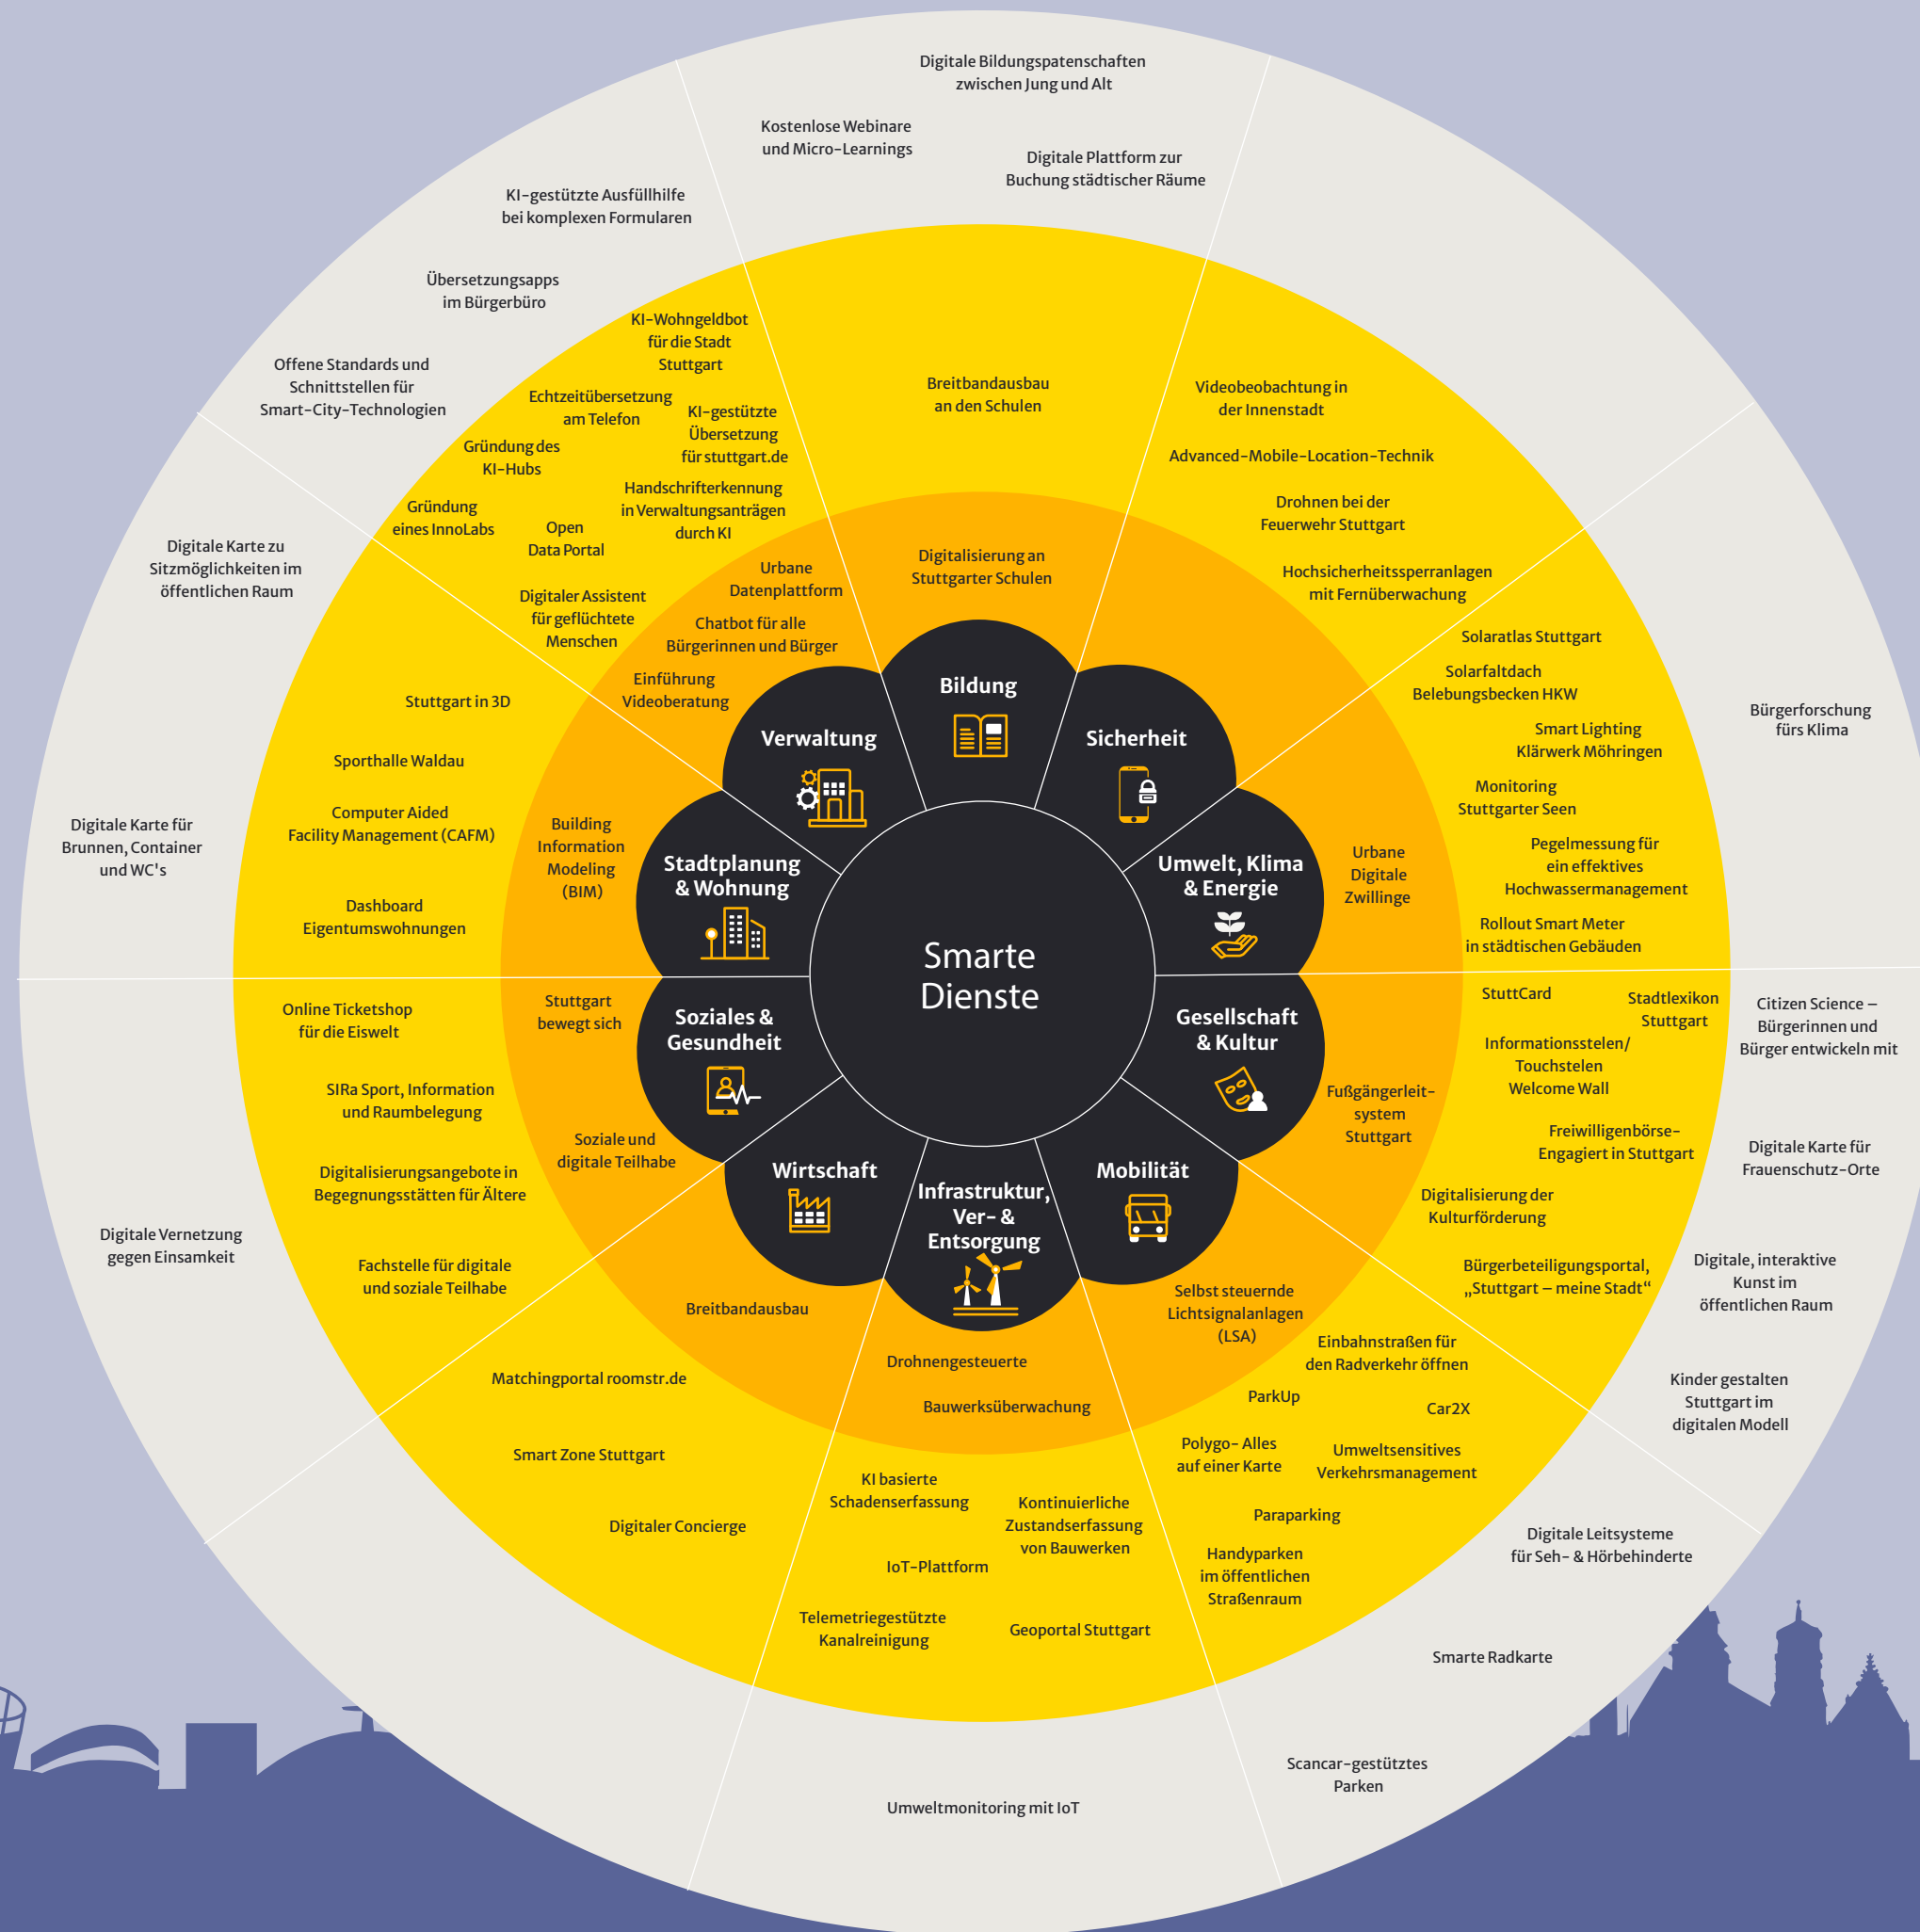 Digitale Bildungspatenschaften
zwischen Jung und Alt
Kostenlose Webinare
und Micro-Learnings
Digitale Plattform zur
Buchung städtischer Räume
Breitbandausbau
an den Schulen
Digitalisierung an
Stuttgarter Schulen
Bildung
Videobeobachtung in
der Innenstadt
Advanced-Mobile-Location-Technik
Drohnen bei der
Feuerwehr Stuttgart
Hochsicherheitssperranlagen
mit Fernüberwachung
Sicherheit
Bürgerforschung
fürs Klima
Solaratlas Stuttgart
Solarfaltdach
Belebungsbecken HKW
Smart Lighting
Klärwerk Möhringen
Monitoring
Stuttgarter Seen
Pegelmessung für
ein effektives
Hochwassermanagement
Rollout Smart Meter
in städtischen Gebäuden
Urbane
Digitale
Zwillinge
Umwelt, Klima
& Energie
Citizen Science –
Bürgerinnen und
Bürger entwickeln mit
Digitale Karte für
Frauenschutz-Orte
Digitale, interaktive
Kunst im
öffentlichen Raum
Kinder gestalten
Stuttgart im
digitalen Modell
StuttCard
Stadtlexikon
Stuttgart
Informationsstelen/
Touchstelen
Welcome Wall
Freiwilligenbörse-
Engagiert in Stuttgart
Digitalisierung der
Kulturförderung
Bürgerbeteiligungsportal,
„Stuttgart – meine Stadt“
Fußgängerleit-
system
Stuttgart
Gesellschaft
& Kultur
Mobilität
Selbst steuernde
Lichtsignalanlagen
(LSA)
Einbahnstraßen für
den Radverkehr öffnen
ParkUp
Car2X
Polygo- Alles
auf einer Karte
Umweltsensitives
Verkehrsmanagement
Paraparking
Handyparken
im öffentlichen
Straßenraum
Digitale Leitsysteme
für Seh- & Hörbehinderte
Smarte Radkarte
Scancar-gestütztes
Parken
Infrastruktur,
Ver- &
Entsorgung
Drohnengesteuerte
Bauwerksüberwachung
KI basierte
Schadenserfassung
Kontinuierliche
Zustandserfassung
von Bauwerken
IoT-Plattform
Telemetriegestützte
Kanalreinigung
Geoportal Stuttgart
Umweltmonitoring mit IoT
Wirtschaft
Breitbandausbau
Matchingportal roomstr.de
Smart Zone Stuttgart
Digitaler Concierge
Soziales &
Gesundheit
Stuttgart
bewegt sich
Soziale und
digitale Teilhabe
Online Ticketshop
für die Eiswelt
SIRa Sport, Information
und Raumbelegung
Digitalisierungsangebote in
Begegnungsstätten für Ältere
Fachstelle für digitale
und soziale Teilhabe
Digitale Vernetzung
gegen Einsamkeit
Stadtplanung
& Wohnung
Building
Information
Modeling
(BIM)
Stuttgart in 3D
Sporthalle Waldau
Computer Aided
Facility Management (CAFM)
Dashboard
Eigentumswohnungen
Digitale Karte zu
Sitzmöglichkeiten im
öffentlichen Raum
Digitale Karte für
Brunnen, Container
und WC's
Verwaltung
Urbane
Datenplattform
Chatbot für alle
Bürgerinnen und Bürger
Einführung
Videoberatung
KI-Wohngeldbot
für die Stadt
Stuttgart
Echtzeitübersetzung
am Telefon
KI-gestützte
Übersetzung
für stuttgart.de
Gründung des
KI-Hubs
Handschrifterkennung
in Verwaltungsanträgen
durch KI
Gründung
eines InnoLabs
Open
Data Portal
Digitaler Assistent
für geflüchtete
Menschen
KI-gestützte Ausfüllhilfe
bei komplexen Formularen
Übersetzungsapps
im Bürgerbüro
Offene Standards und
Schnittstellen für
Smart-City-Technologien
Smarte
Dienste